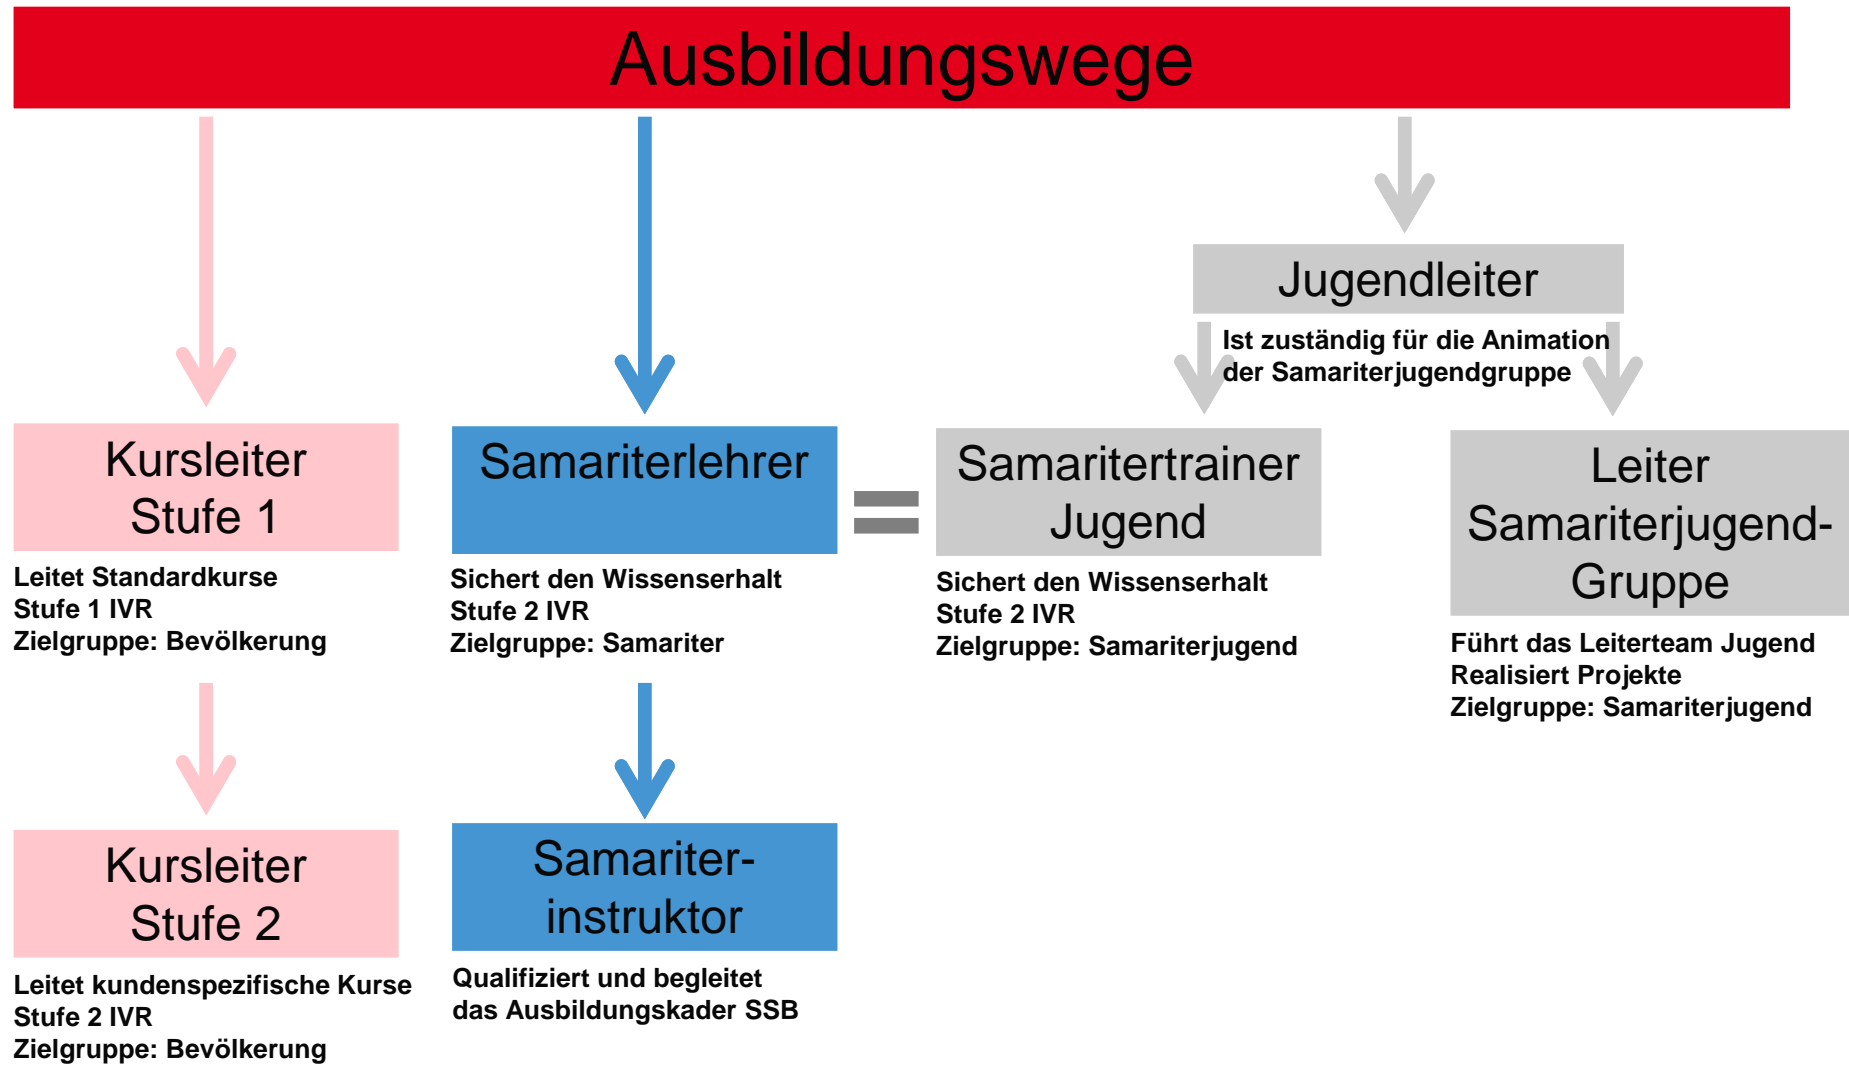 Ausbildungswege
Jugendleiter
Ist zuständig für die Animation
der Samariterjugendgruppe
Kursleiter
Stufe 1
Leitet Standardkurse
Stufe 1 IVR
Zielgruppe: Bevölkerung
Samariterlehrer
Sichert den Wissenserhalt
Stufe 2 IVR
Zielgruppe: Samariter
=
Samaritertrainer
Jugend
Sichert den Wissenserhalt
Stufe 2 IVR
Zielgruppe: Samariterjugend
Leiter
Samariterjugend-
Gruppe
Führt das Leiterteam Jugend
Realisiert Projekte
Zielgruppe: Samariterjugend
Kursleiter
Stufe 2
Leitet kundenspezifische Kurse
Stufe 2 IVR
Zielgruppe: Bevölkerung
Samariter-
instruktor
Qualifiziert und begleitet
das Ausbildungskader SSB